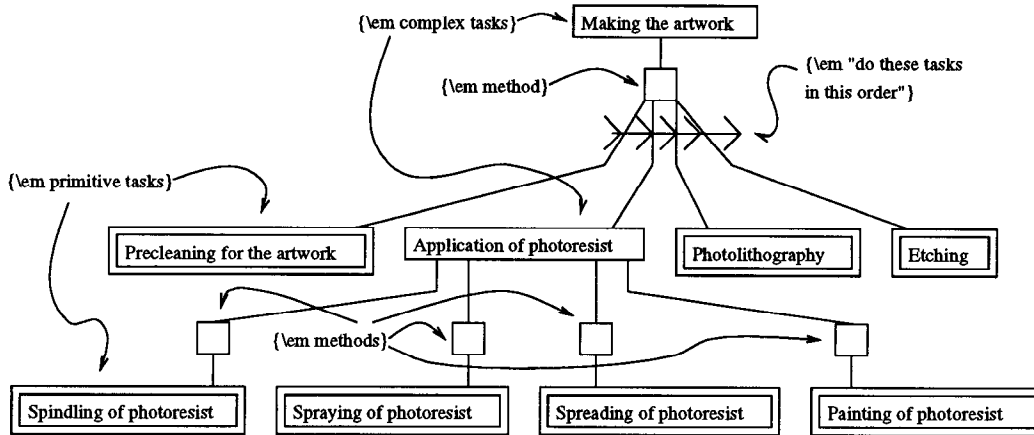 {\em complex tasks}
Making the artwork
{\em method}
{\em "do these tasks
in this order"}
{\em primitive tasks}
Precleaning for the artwork
Application of photoresist
Photolithography
Etching
{\em methods}
Spindling of photoresist
Spraying of photoresist
Spreading of photoresist
Painting of photoresist